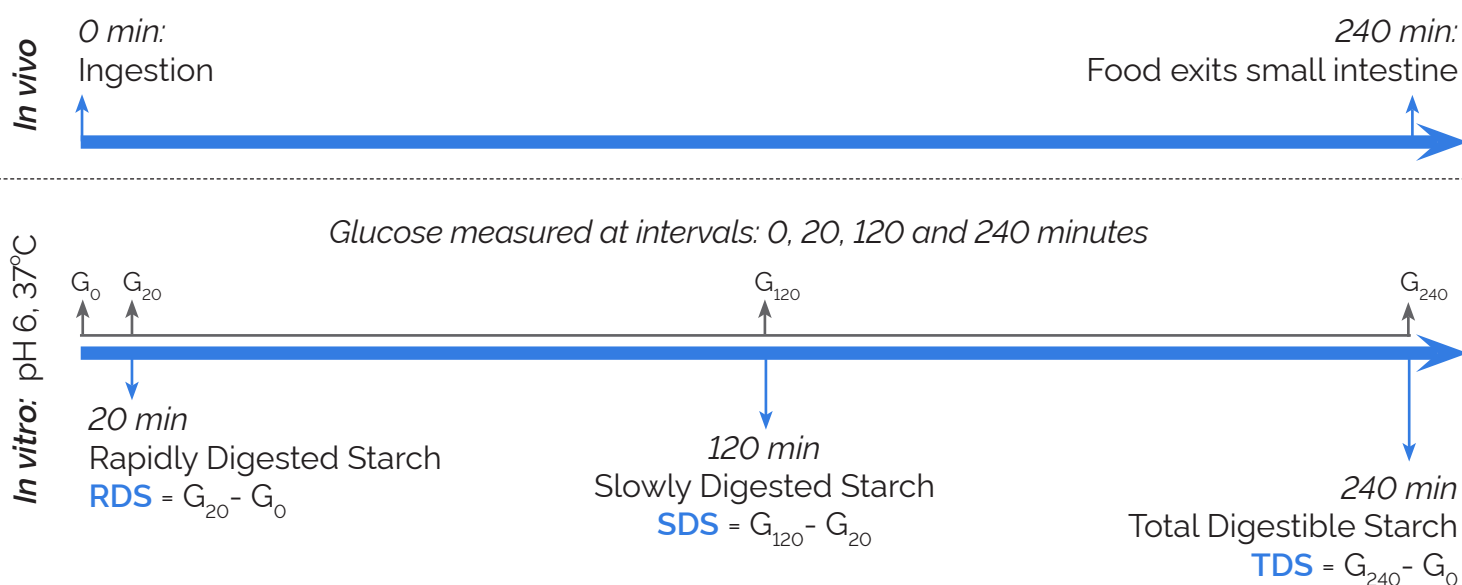 In vivo
0 min:
Ingestion
240 min:
Food exits small intestine
In vitro: pH 6, 37°C
Glucose measured at intervals: 0, 20, 120 and 240 minutes
G₀
G₂₀
G₁₂₀
G₂₄₀
20 min
Rapidly Digested Starch
RDS = G₂₀- G₀
120 min
Slowly Digested Starch
SDS = G₁₂₀- G₂₀
240 min
Total Digestible Starch
TDS = G₂₄₀- G₀